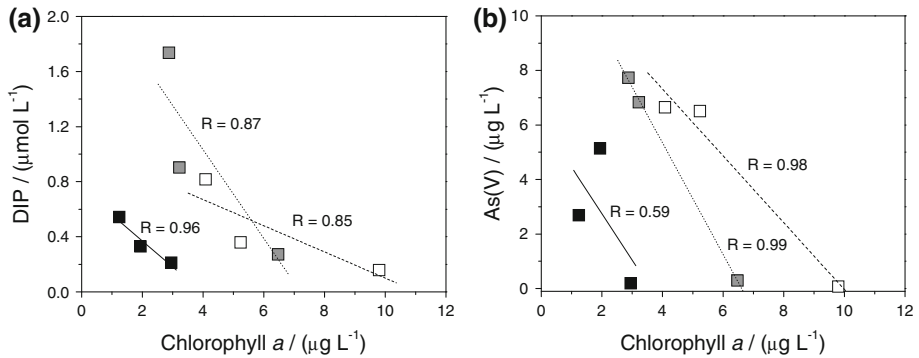 (a)
2.0
1.6
1.2
0.8
0.4
0.0
DIP / (μmol L⁻¹)
R = 0.87
R = 0.96
R = 0.85
0 2 4 6 8 10 12
Chlorophyll a / (μg L⁻¹)
(b)
10
8
6
4
2
0
As(V) / (μg L⁻¹)
R = 0.98
R = 0.59
R = 0.99
0 2 4 6 8 10 12
Chlorophyll a / (μg L⁻¹)